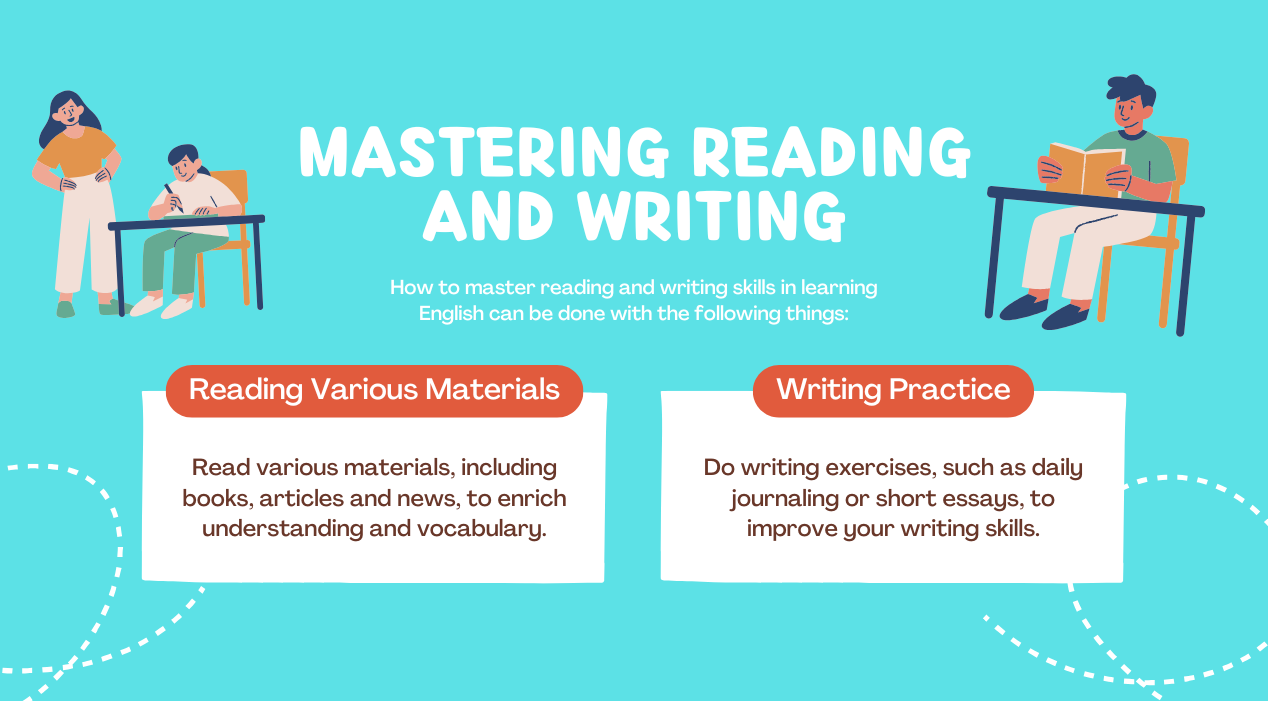 MASTERING READING
AND WRITING
How to master reading and writing skills in learning
English can be done with the following things:
Reading Various Materials
Read various materials, including
books, articles and news, to enrich
understanding and vocabulary.
Writing Practice
Do writing exercises, such as daily
journaling or short essays, to
improve your writing skills.